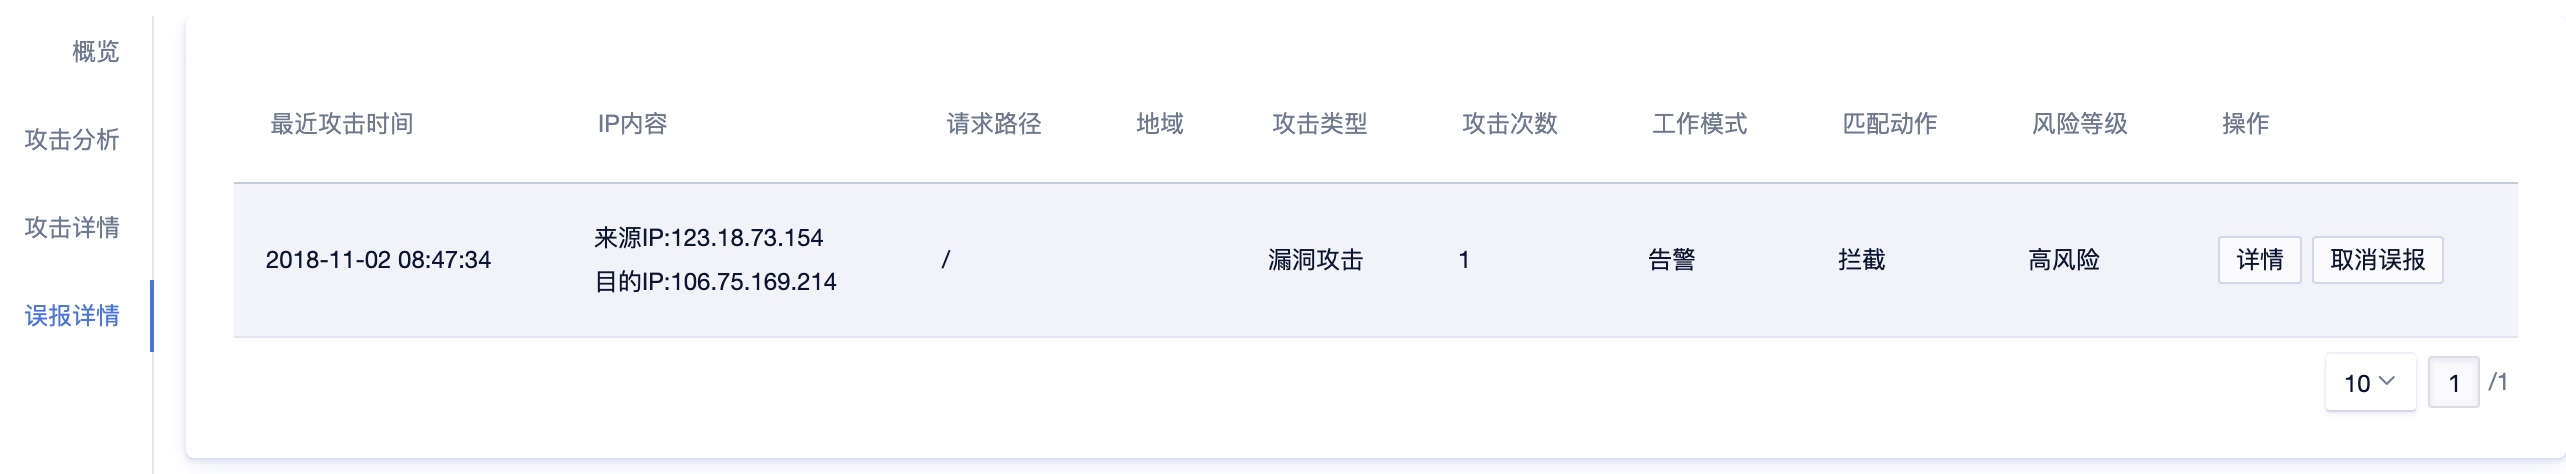 概览
攻击分析
攻击详情
误报详情
最近攻击时间 IP内容 请求路径 地域 攻击类型 攻击次数 工作模式 匹配动作 风险等级 操作
2018-11-02 08:47:34 来源IP:123.18.73.154 / 漏洞攻击 1 告警 拦截 高风险 详情 取消误报
目的IP:106.75.169.214
10 1 /1